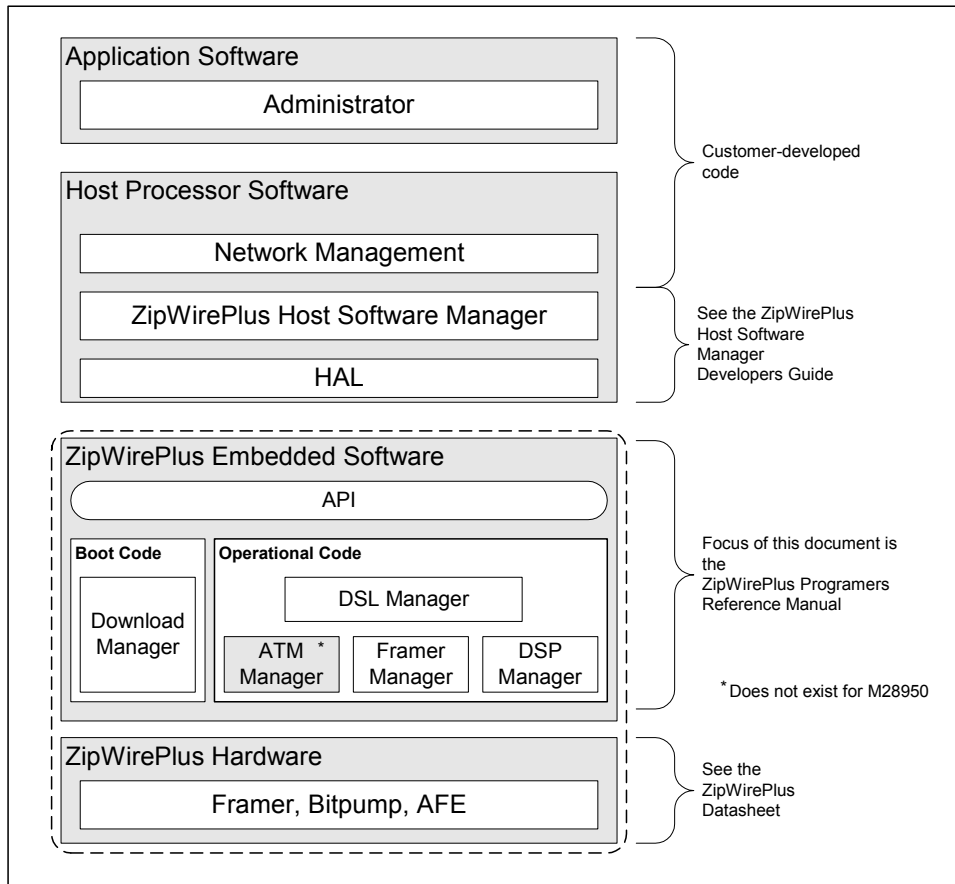 Application Software
Administrator
Customer-developed
code
Host Processor Software
Network Management
ZipWirePlus Host Software Manager
HAL
See the ZipWirePlus
Host Software
Manager
Developers Guide
ZipWirePlus Embedded Software
API
Boot Code
Download
Manager
Operational Code
DSL Manager
ATM *
Manager
Framer
Manager
DSP
Manager
Focus of this document is
the
ZipWirePlus Programers
Reference Manual
* Does not exist for M28950
ZipWirePlus Hardware
Framer, Bitpump, AFE
See the
ZipWirePlus
Datasheet